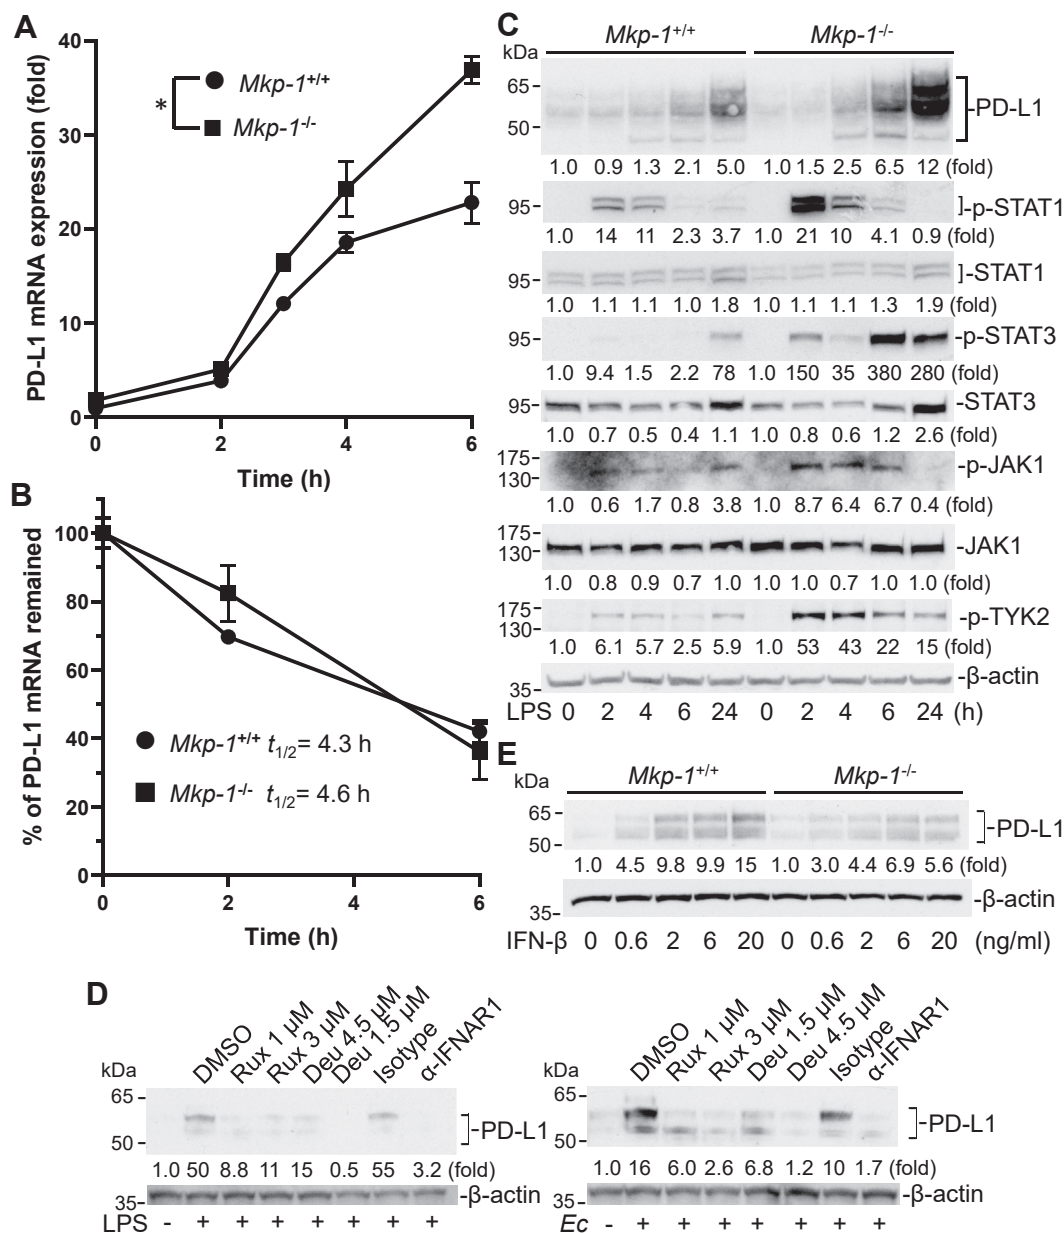 A
PD-L1 mRNA expression (fold)
40
30
20
10
0
*
Mkp-1+/+
Mkp-1-/-
0 2 4 6
Time (h)
B
% of PD-L1 mRNA remained
100
80
60
40
20
0
Mkp-1+/+ t1/2= 4.3 h
Mkp-1-/- t1/2= 4.6 h
0 2 4 6
Time (h)
C
Mkp-1+/+ Mkp-1-/-
kDa
65-
50-
-PD-L1
1.0 0.9 1.3 2.1 5.0 1.0 1.5 2.5 6.5 12 (fold)
95- ]-p-STAT1
1.0 14 11 2.3 3.7 1.0 21 10 4.1 0.9 (fold)
95- ]-STAT1
1.0 1.1 1.1 1.0 1.8 1.0 1.1 1.1 1.3 1.9 (fold)
95- -p-STAT3
1.0 9.4 1.5 2.2 78 1.0 150 35 380 280 (fold)
95- -STAT3
1.0 0.7 0.5 0.4 1.1 1.0 0.8 0.6 1.2 2.6 (fold)
175-
130-
-p-JAK1
1.0 0.6 1.7 0.8 3.8 1.0 8.7 6.4 6.7 0.4 (fold)
175-
130-
-JAK1
1.0 0.8 0.9 0.7 1.0 1.0 1.0 0.7 1.0 1.0 (fold)
175-
130-
-p-TYK2
1.0 6.1 5.7 2.5 5.9 1.0 53 43 22 15 (fold)
35- -β-actin
LPS 0 2 4 6 24 0 2 4 6 24 (h)
E
Mkp-1+/+ Mkp-1-/-
kDa
65-
50-
-PD-L1
1.0 4.5 9.8 9.9 15 1.0 3.0 4.4 6.9 5.6 (fold)
35- -β-actin
IFN-β 0 0.6 2 6 20 0 0.6 2 6 20 (ng/ml)
D
DMSO
Rux 1 μM
Rux 3 μM
Deu 4.5 μM
Deu 1.5 μM
Isotype
α-IFNAR1
kDa
65-
50-
-PD-L1
1.0 50 8.8 11 15 0.5 55 3.2 (fold)
35- -β-actin
LPS - + + + + + + +
DMSO
Rux 1 μM
Rux 3 μM
Deu 1.5 μM
Deu 4.5 μM
Isotype
α-IFNAR1
kDa
65-
50-
-PD-L1
1.0 16 6.0 2.6 6.8 1.2 10 1.7 (fold)
35- -β-actin
Ec - + + + + + + +